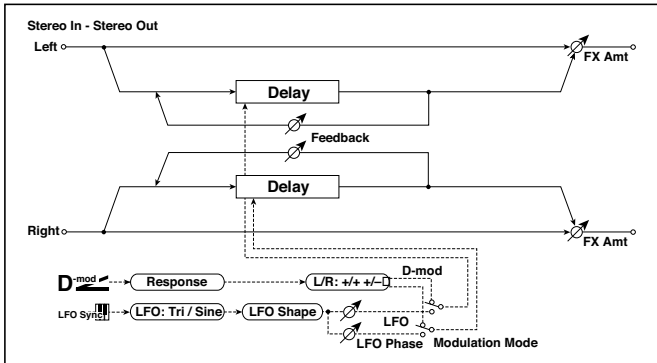 Stereo In - Stereo Out
Left
FX Amt
Delay
Feedback
Delay
Right
FX Amt
D-mod
D-mod
Response
L/R: +/+ +/–
LFO Sync
LFO: Tri / Sine
LFO Shape
LFO
LFO Phase
Modulation Mode